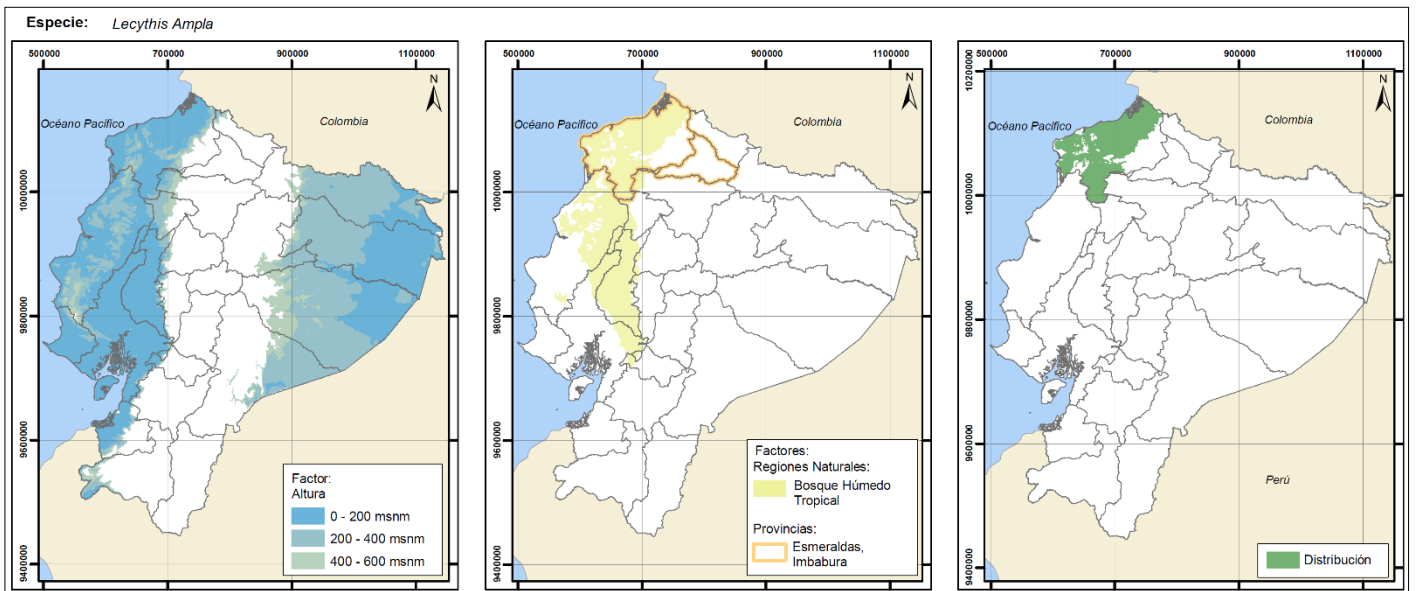 Especie: Lecythis Ampla
500000 700000 900000 1100000
N
Océano Pacífico
Colombia
10000000
9800000
9600000
9400000
Factor:
Altura
0 - 200 msnm
200 - 400 msnm
400 - 600 msnm
500000 700000 900000 1100000
N
Océano Pacífico
Colombia
10000000
9800000
9600000
9400000
Factores:
Regiones Naturales:
Bosque Húmedo
Tropical
Provincias:
Esmeraldas,
Imbabura
500000 700000 900000 1100000
10200000
N
Océano Pacífico
Colombia
10000000
9800000
9600000
Perú
9400000
Distribución